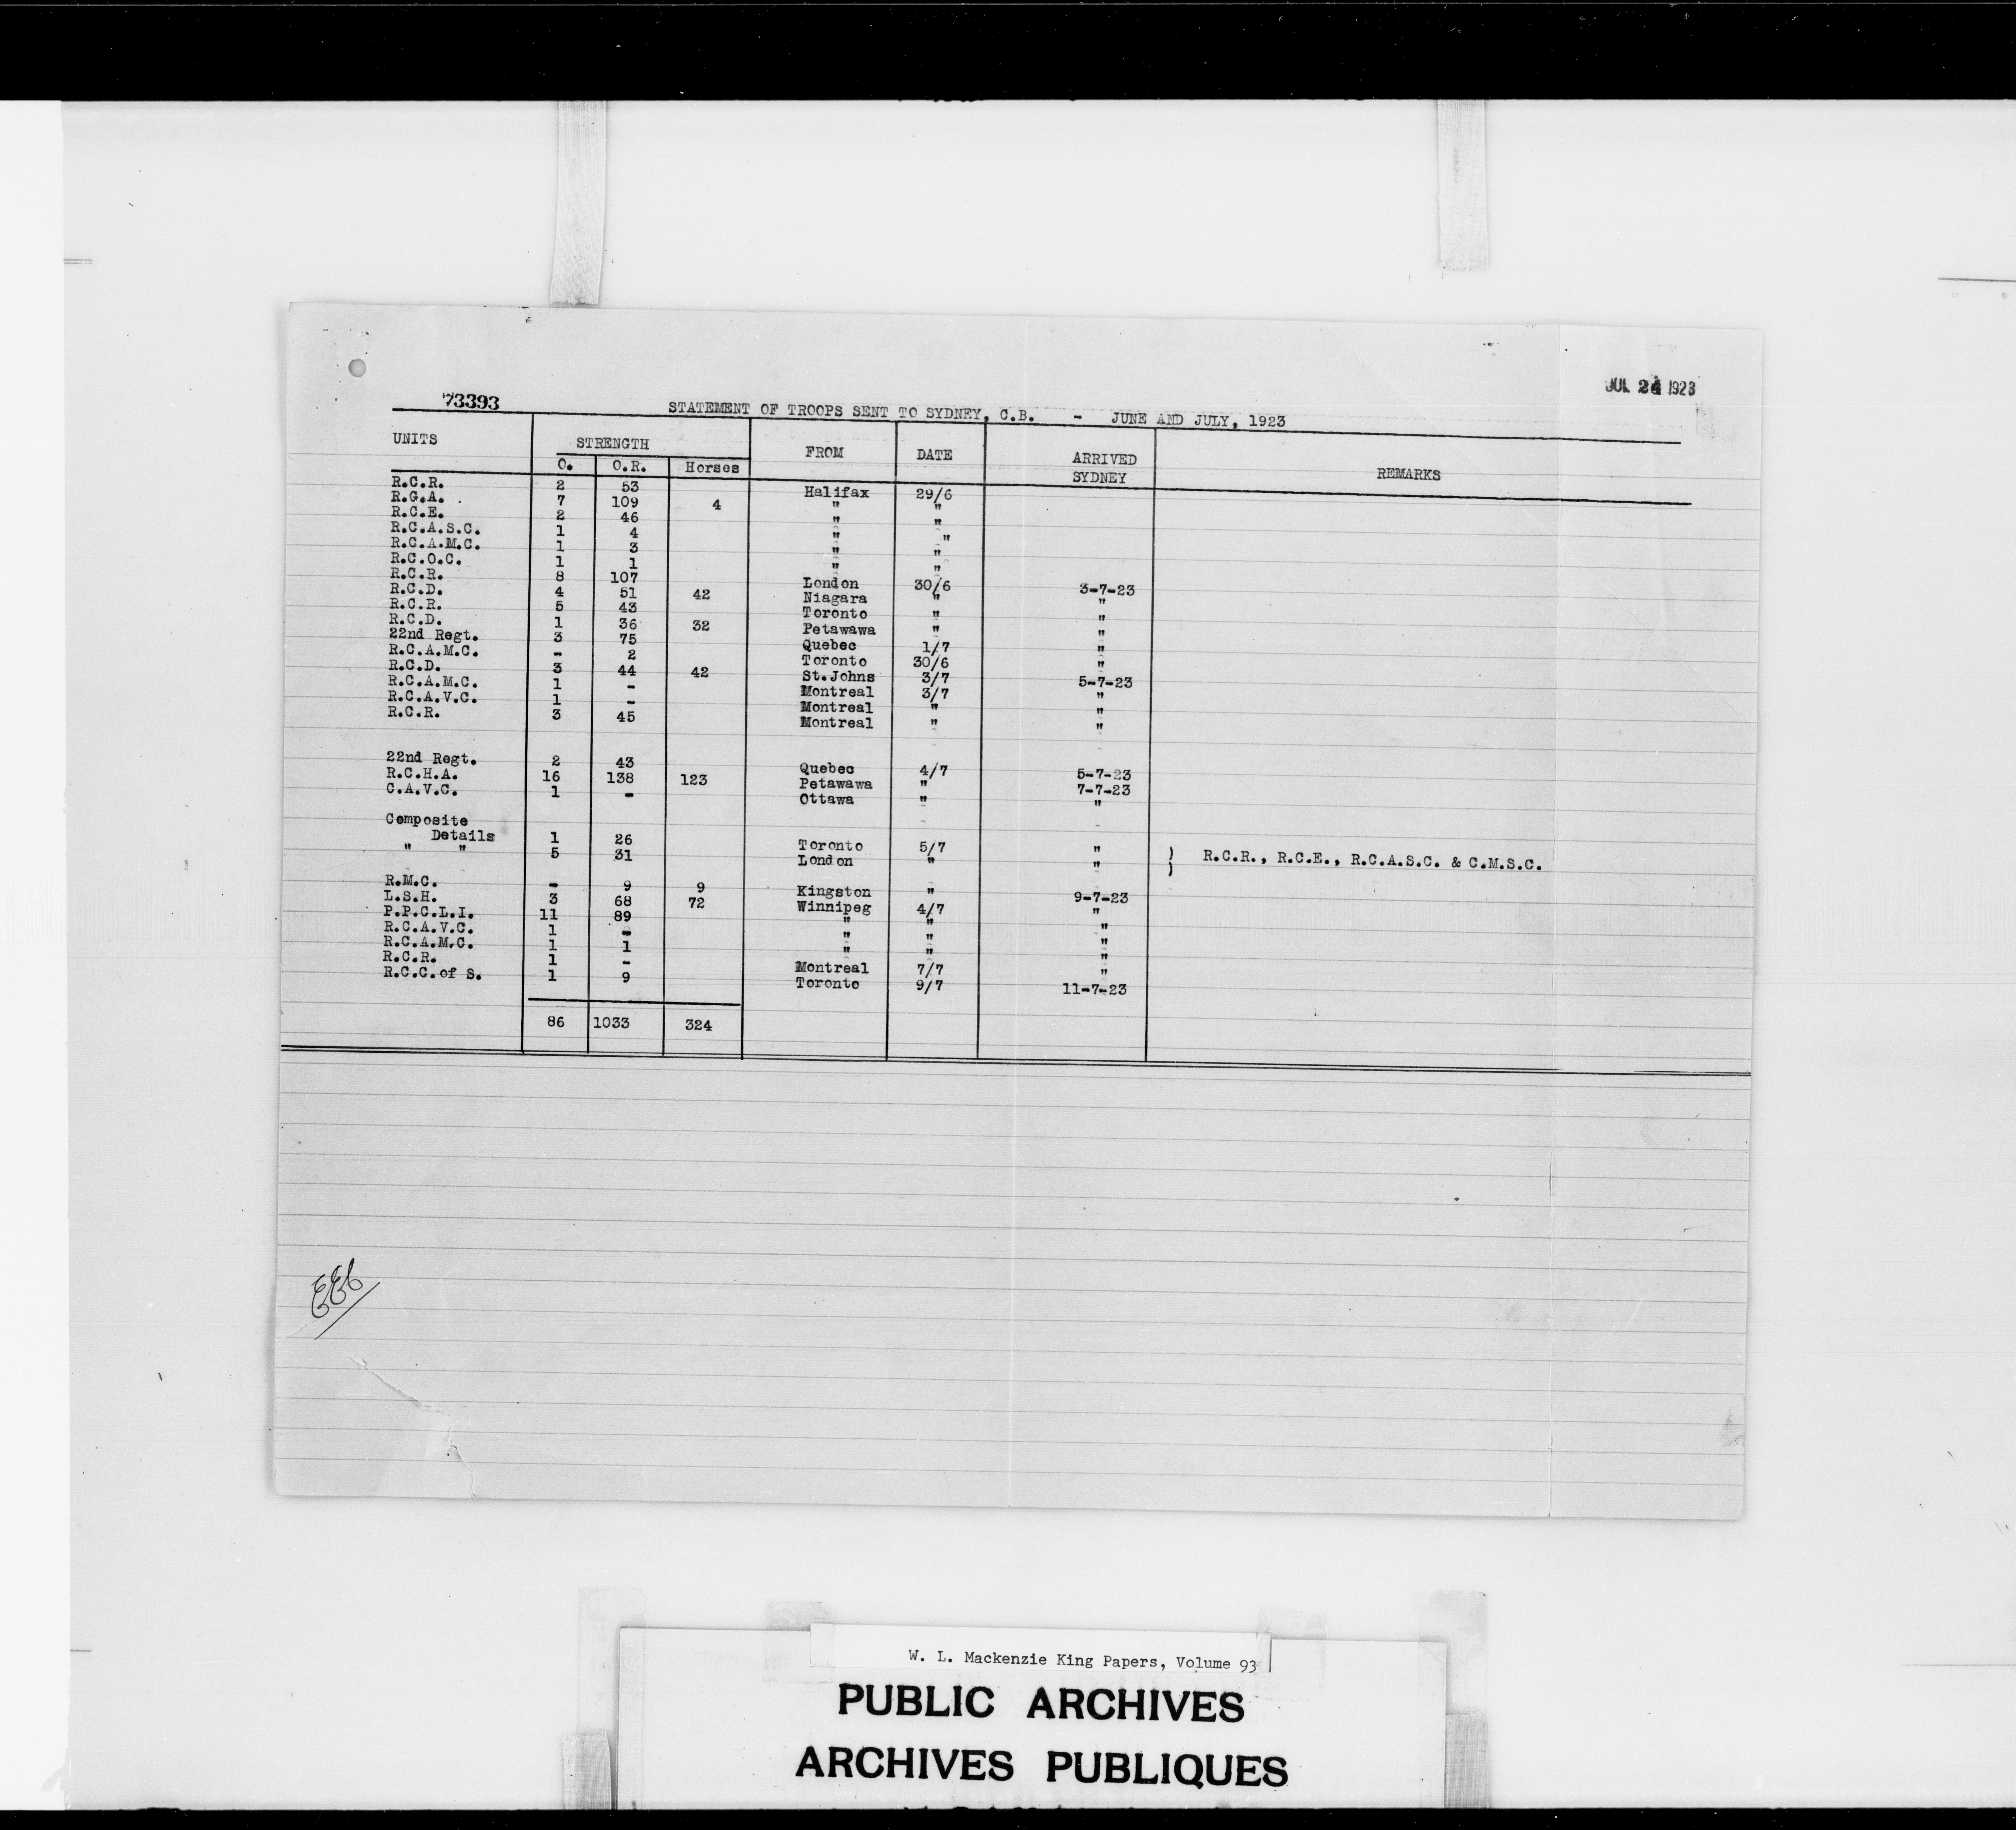 JUL 24 1923
73393
STATEMENT OF TROOPS SENT TO SYDNEY, C.B. - JUNE AND JULY, 1923
UNITS STRENGTH FROM DATE ARRIVED SYDNEY REMARKS
O. O.R. Horses
R.C.R. 2 53 Halifax 29/6
R.G.A. 7 109 4 " "
R.C.E. 2 46 " "
R.C.A.S.C. 1 4 " "
R.C.A.M.C. 1 3 " "
R.C.O.C. 1 1 " "
R.C.R. 8 107 London 30/6 3-7-23
R.C.D. 4 51 42 Niagara " "
R.C.R. 5 43 Toronto " "
R.C.D. 1 36 32 Petawawa " "
22nd Regt. 3 75 Quebec 1/7 "
R.C.A.M.C. - 2 Toronto 30/6 "
R.C.D. 3 44 42 St.Johns 3/7 5-7-23
R.C.A.M.C. 1 - Montreal 3/7 "
R.C.A.V.C. 1 - Montreal " "
R.C.R. 3 45 Montreal " "
22nd Regt. 2 43 Quebec 4/7 5-7-23
R.C.H.A. 16 138 123 Petawawa " 7-7-23
C.A.V.C. 1 - Ottawa " "
Composite
Details 1 26 Toronto 5/7 " )
" " 5 31 London " " ) R.C.R., R.C.E., R.C.A.S.C. & C.M.S.C.
R.M.C. - 9 9 Kingston " 9-7-23
L.S.H. 3 68 72 Winnipeg 4/7 "
P.P.C.L.I. 11 89 " " "
R.C.A.V.C. 1 - " " "
R.C.A.M.C. 1 1 " " "
R.C.R. 1 - Montreal 7/7 "
R.C.C.of S. 1 9 Toronto 9/7 11-7-23
86 1033 324
W. L. Mackenzie King Papers, Volume 93
PUBLIC ARCHIVES
ARCHIVES PUBLIQUES